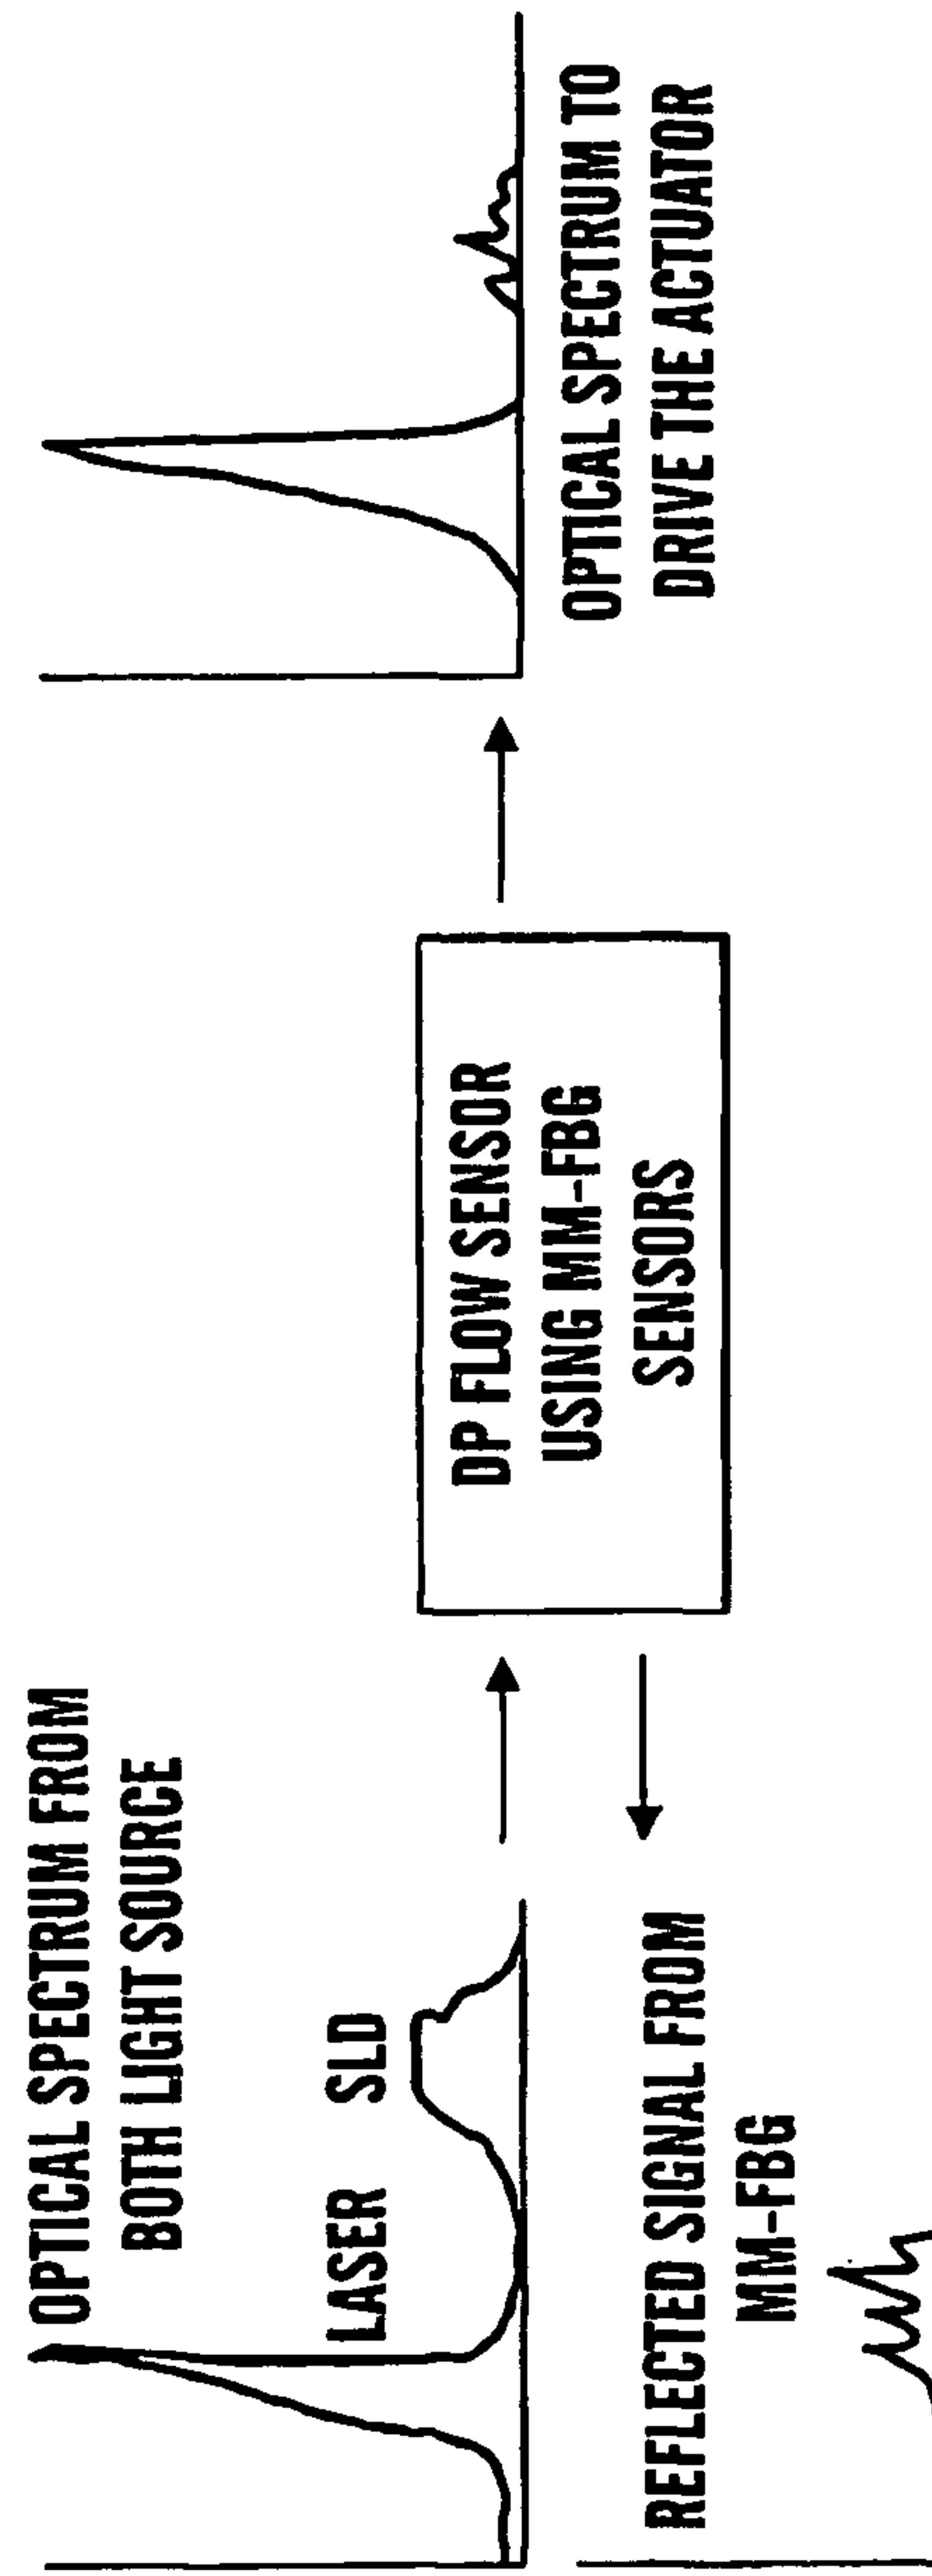 OPTICAL SPECTRUM FROM
BOTH LIGHT SOURCE
LASER SLD
REFLECTED SIGNAL FROM
MM-FBG
DP FLOW SENSOR
USING MM-FBG
SENSORS
OPTICAL SPECTRUM TO
DRIVE THE ACTUATOR